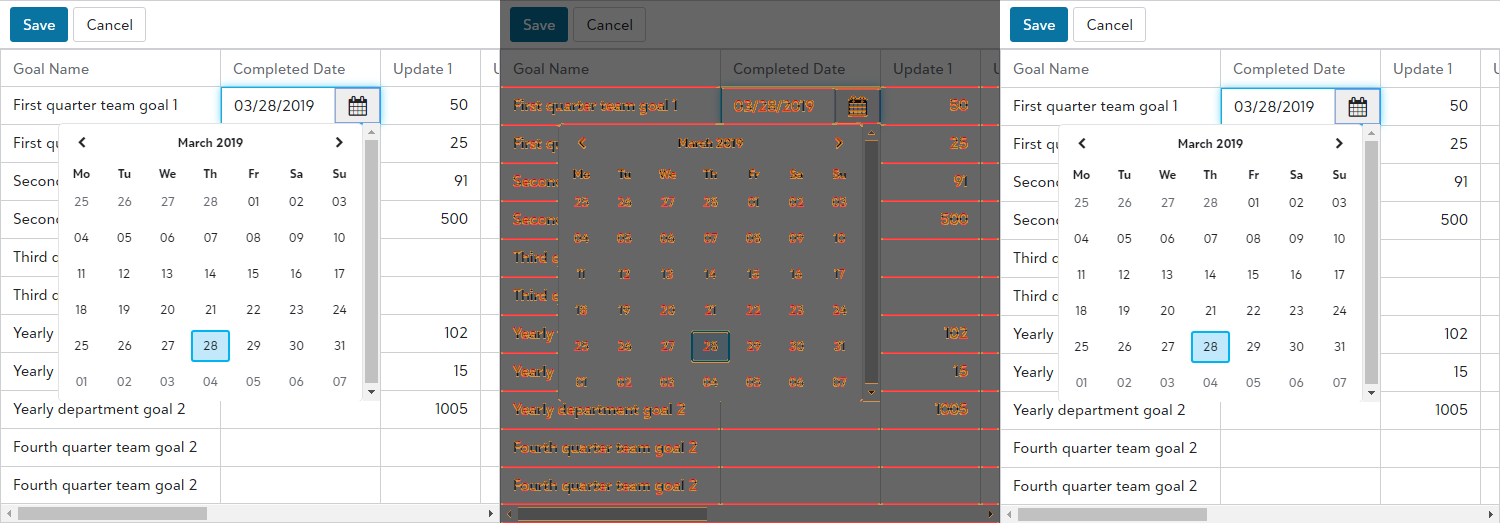 Save Cancel
Goal Name Completed Date Update 1
First quarter team goal 1 03/28/2019 50
First qu 25
March 2019
Mo Tu We Th Fr Sa Su
Second 91
25 26 27 28 01 02 03
Second 500
04 05 06 07 08 09 10
Third q
11 12 13 14 15 16 17
Third q
18 19 20 21 22 23 24
Yearly 102
25 26 27 28 29 30 31
Yearly 15
01 02 03 04 05 06 07
Yearly department goal 2 1005
Fourth quarter team goal 2
Fourth quarter team goal 2
Save Cancel
Goal Name Completed Date Update 1
First quarter team goal 1 03/28/2019 50
First q 25
March 2019
Mo Tu We Th Fr Sa Su
Second 91
25 26 27 28 01 02 03
Second 500
04 05 06 07 08 09 10
Third q
11 12 13 14 15 16 17
Third q
18 19 20 21 22 23 24
Yearly 102
25 26 27 28 29 30 31
Yearly 15
01 02 03 04 05 06 07
Yearly department goal 2 1005
Fourth quarter team goal 2
Fourth quarter team goal 2
Save Cancel
Goal Name Completed Date Update 1
First quarter team goal 1 03/28/2019 50
First qu 25
March 2019
Mo Tu We Th Fr Sa Su
Second 91
25 26 27 28 01 02 03
Second 500
04 05 06 07 08 09 10
Third q
11 12 13 14 15 16 17
Third q
18 19 20 21 22 23 24
Yearly 102
25 26 27 28 29 30 31
Yearly 15
01 02 03 04 05 06 07
Yearly department goal 2 1005
Fourth quarter team goal 2
Fourth quarter team goal 2